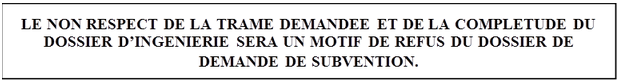 LE NON RESPECT DE LA TRAME DEMANDEE ET DE LA COMPLETUDE DU
DOSSIER D'INGENIERIE SERA UN MOTIF DE REFUS DU DOSSIER DE
DEMANDE DE SUBVENTION.